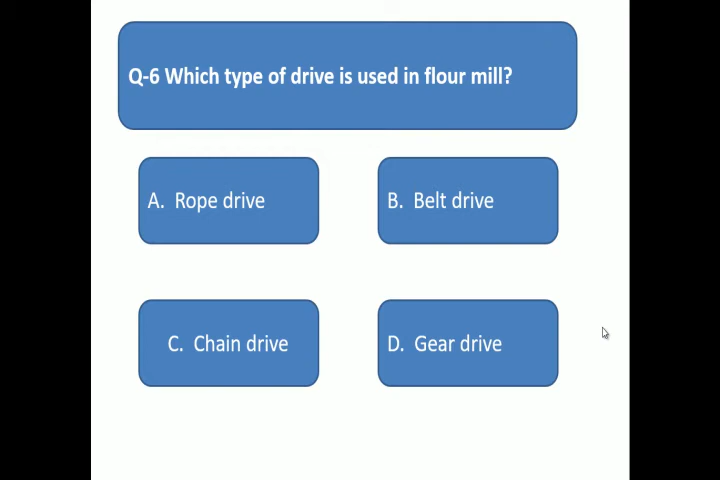 Q-6 Which type of drive is used in flour mill?
A. Rope drive
B. Belt drive
C. Chain drive
D. Gear drive